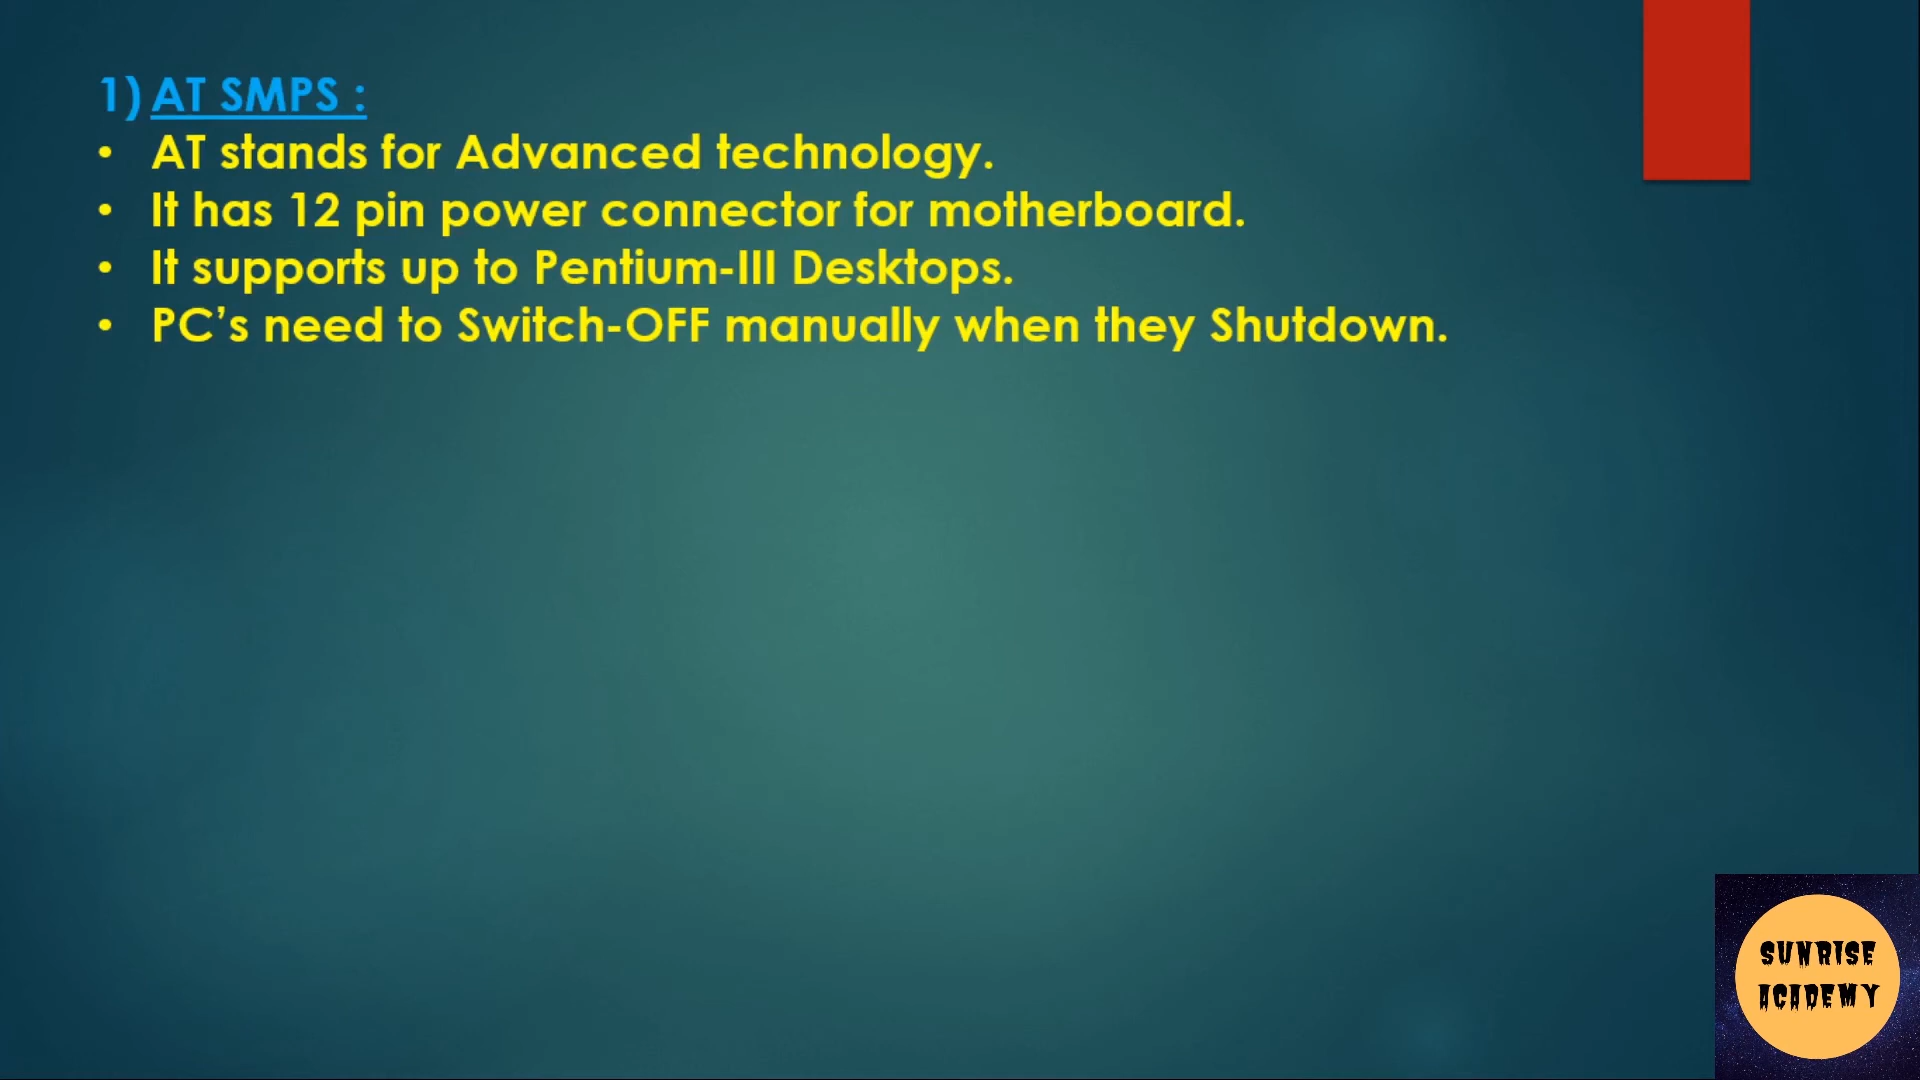 1) AT SMPS :
• AT stands for Advanced technology.
• It has 12 pin power connector for motherboard.
• It supports up to Pentium-III Desktops.
• PC’s need to Switch-OFF manually when they Shutdown.
SUNRISE
ACADEMY